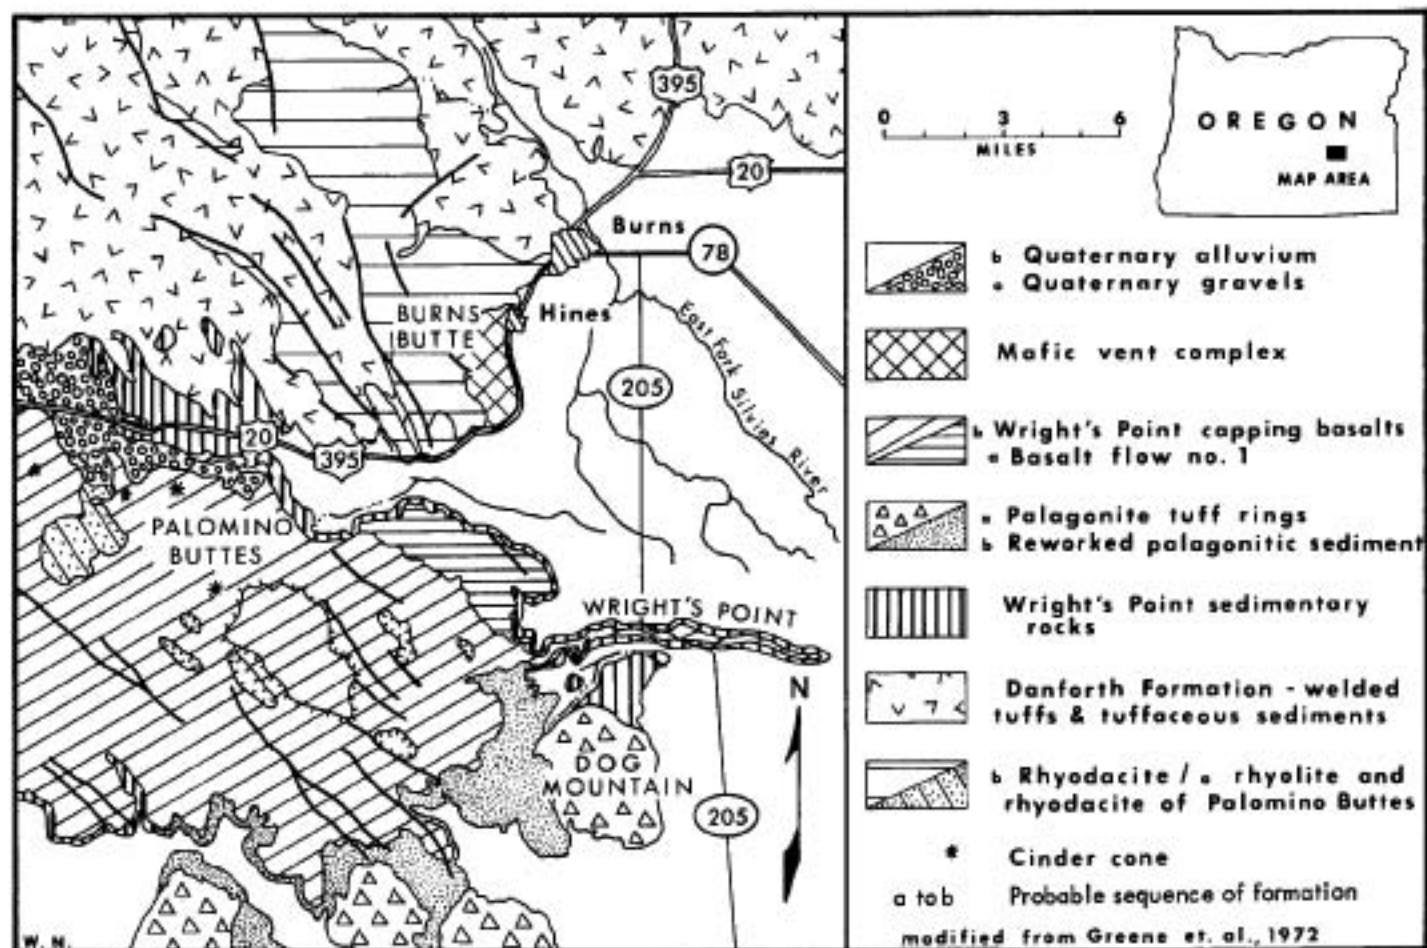 395
20
Burns
78
BURNS
BUTTE
Hines
East Fork Silvies River
205
20
395
PALOMINO
BUTTES
WRIGHT'S POINT
N
DOG
MOUNTAIN
205
W. N.
0 3 6
MILES
OREGON
MAP AREA
b Quaternary alluvium
a Quaternary gravels
Mafic vent complex
b Wright's Point capping basalts
a Basalt flow no. 1
a Palagonite tuff rings
b Reworked palagonitic sediment
Wright's Point sedimentary
rocks
Danforth Formation - welded
tuffs & tuffaceous sediments
b Rhyodacite / a rhyolite and
rhyodacite of Palomino Buttes
* Cinder cone
a to b Probable sequence of formation
modified from Greene et. al., 1972